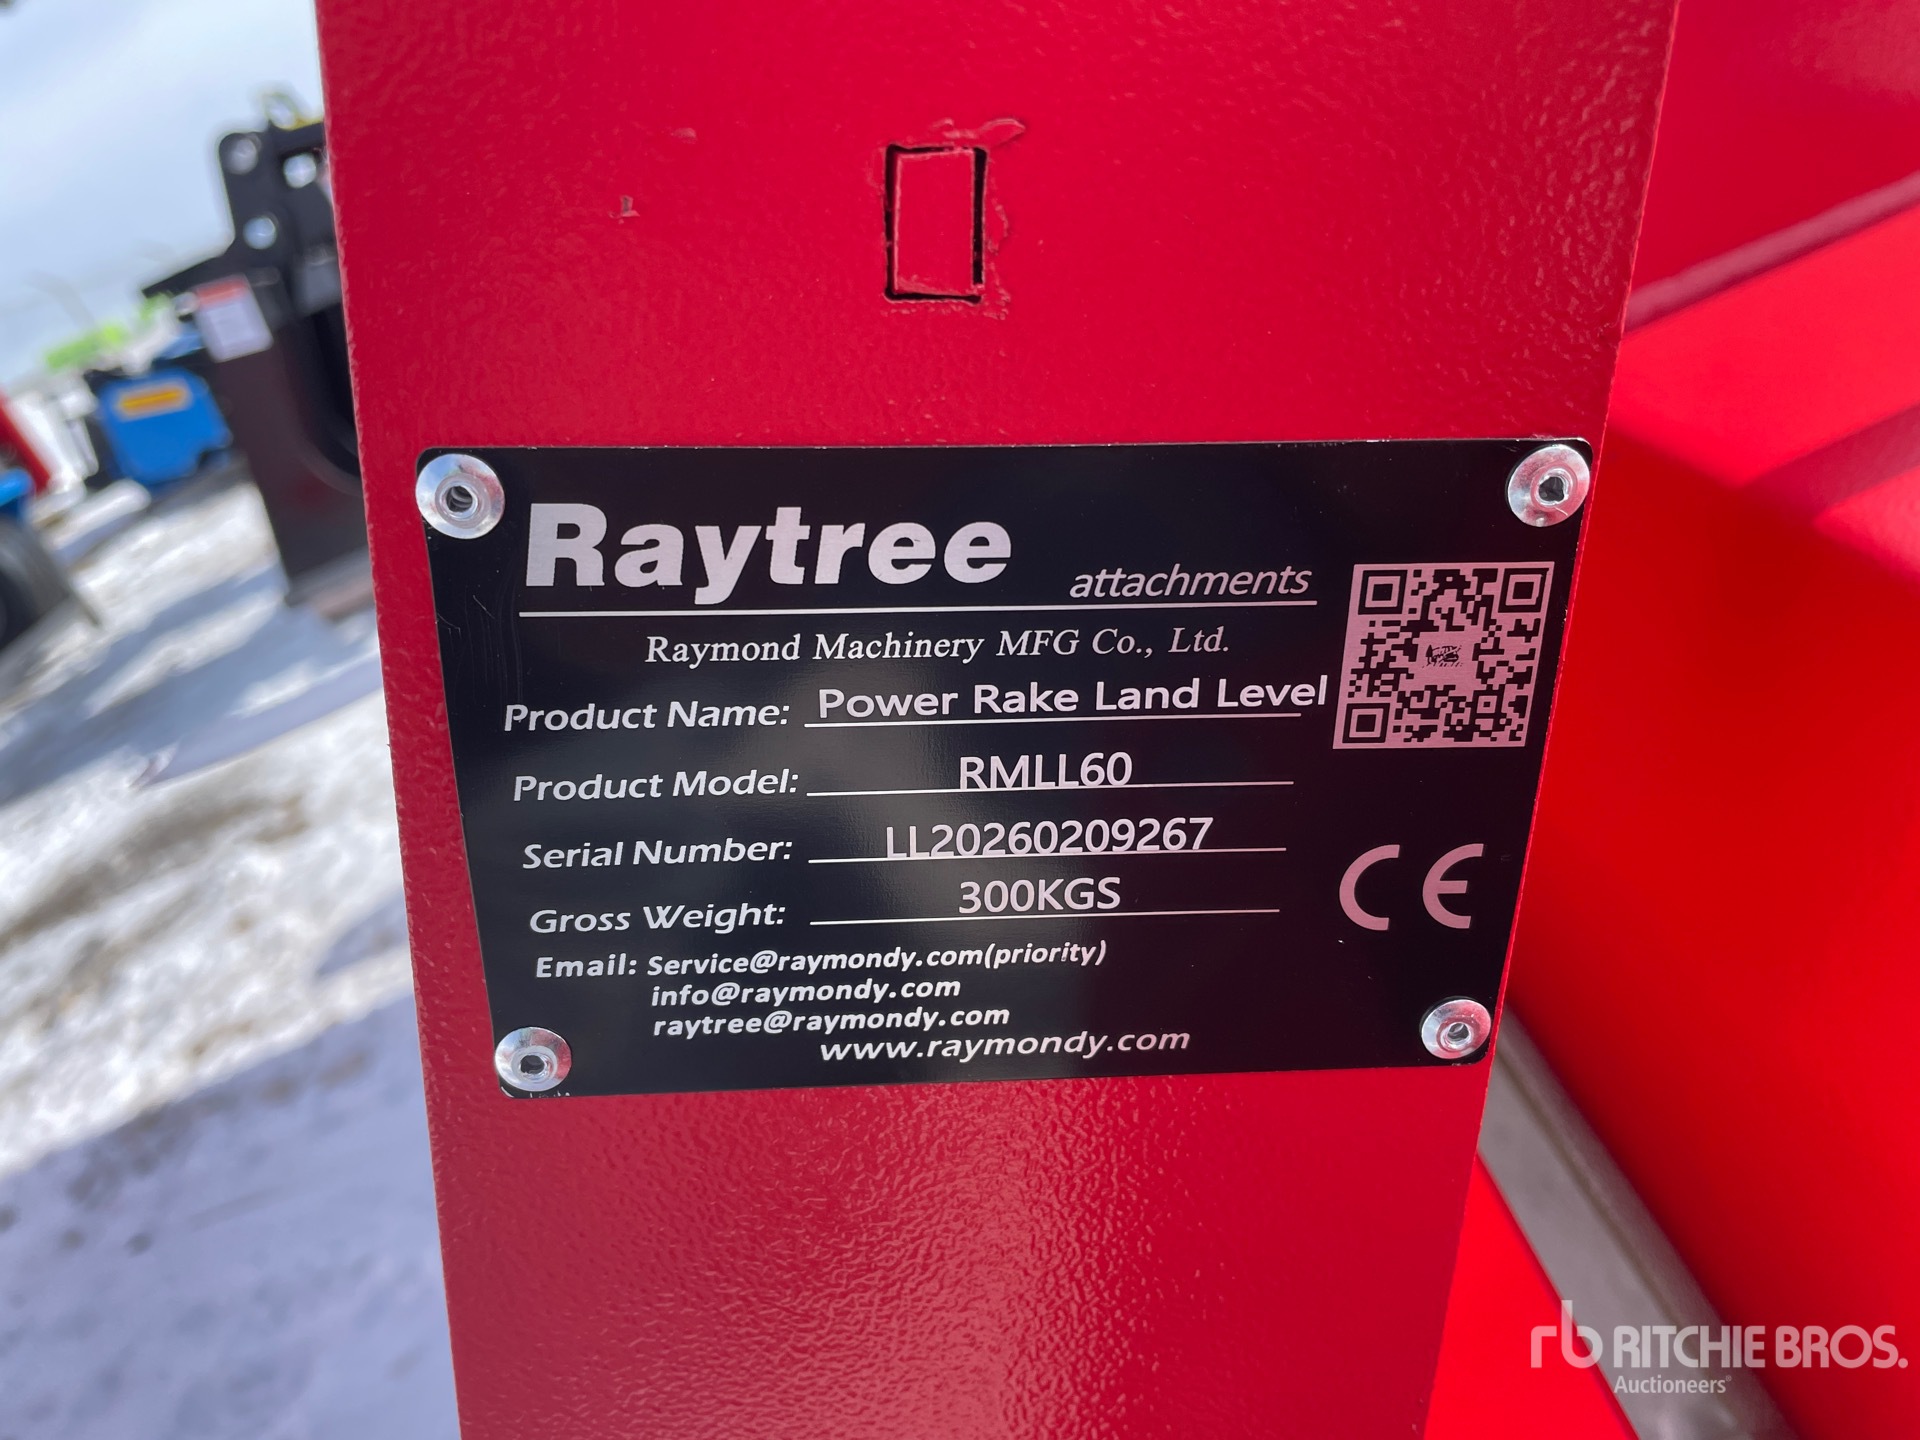 Raytree attachments
Raymond Machinery MFG Co., Ltd.
Product Name: Power Rake Land Level
Product Model: RMLL60
Serial Number: LL20260209267
Gross Weight: 300KGS
CE
Email: Service@raymondy.com(priority)
info@raymondy.com
raytree@raymondy.com
www.raymondy.com
rb RITCHIE BROS.
Auctioneers®